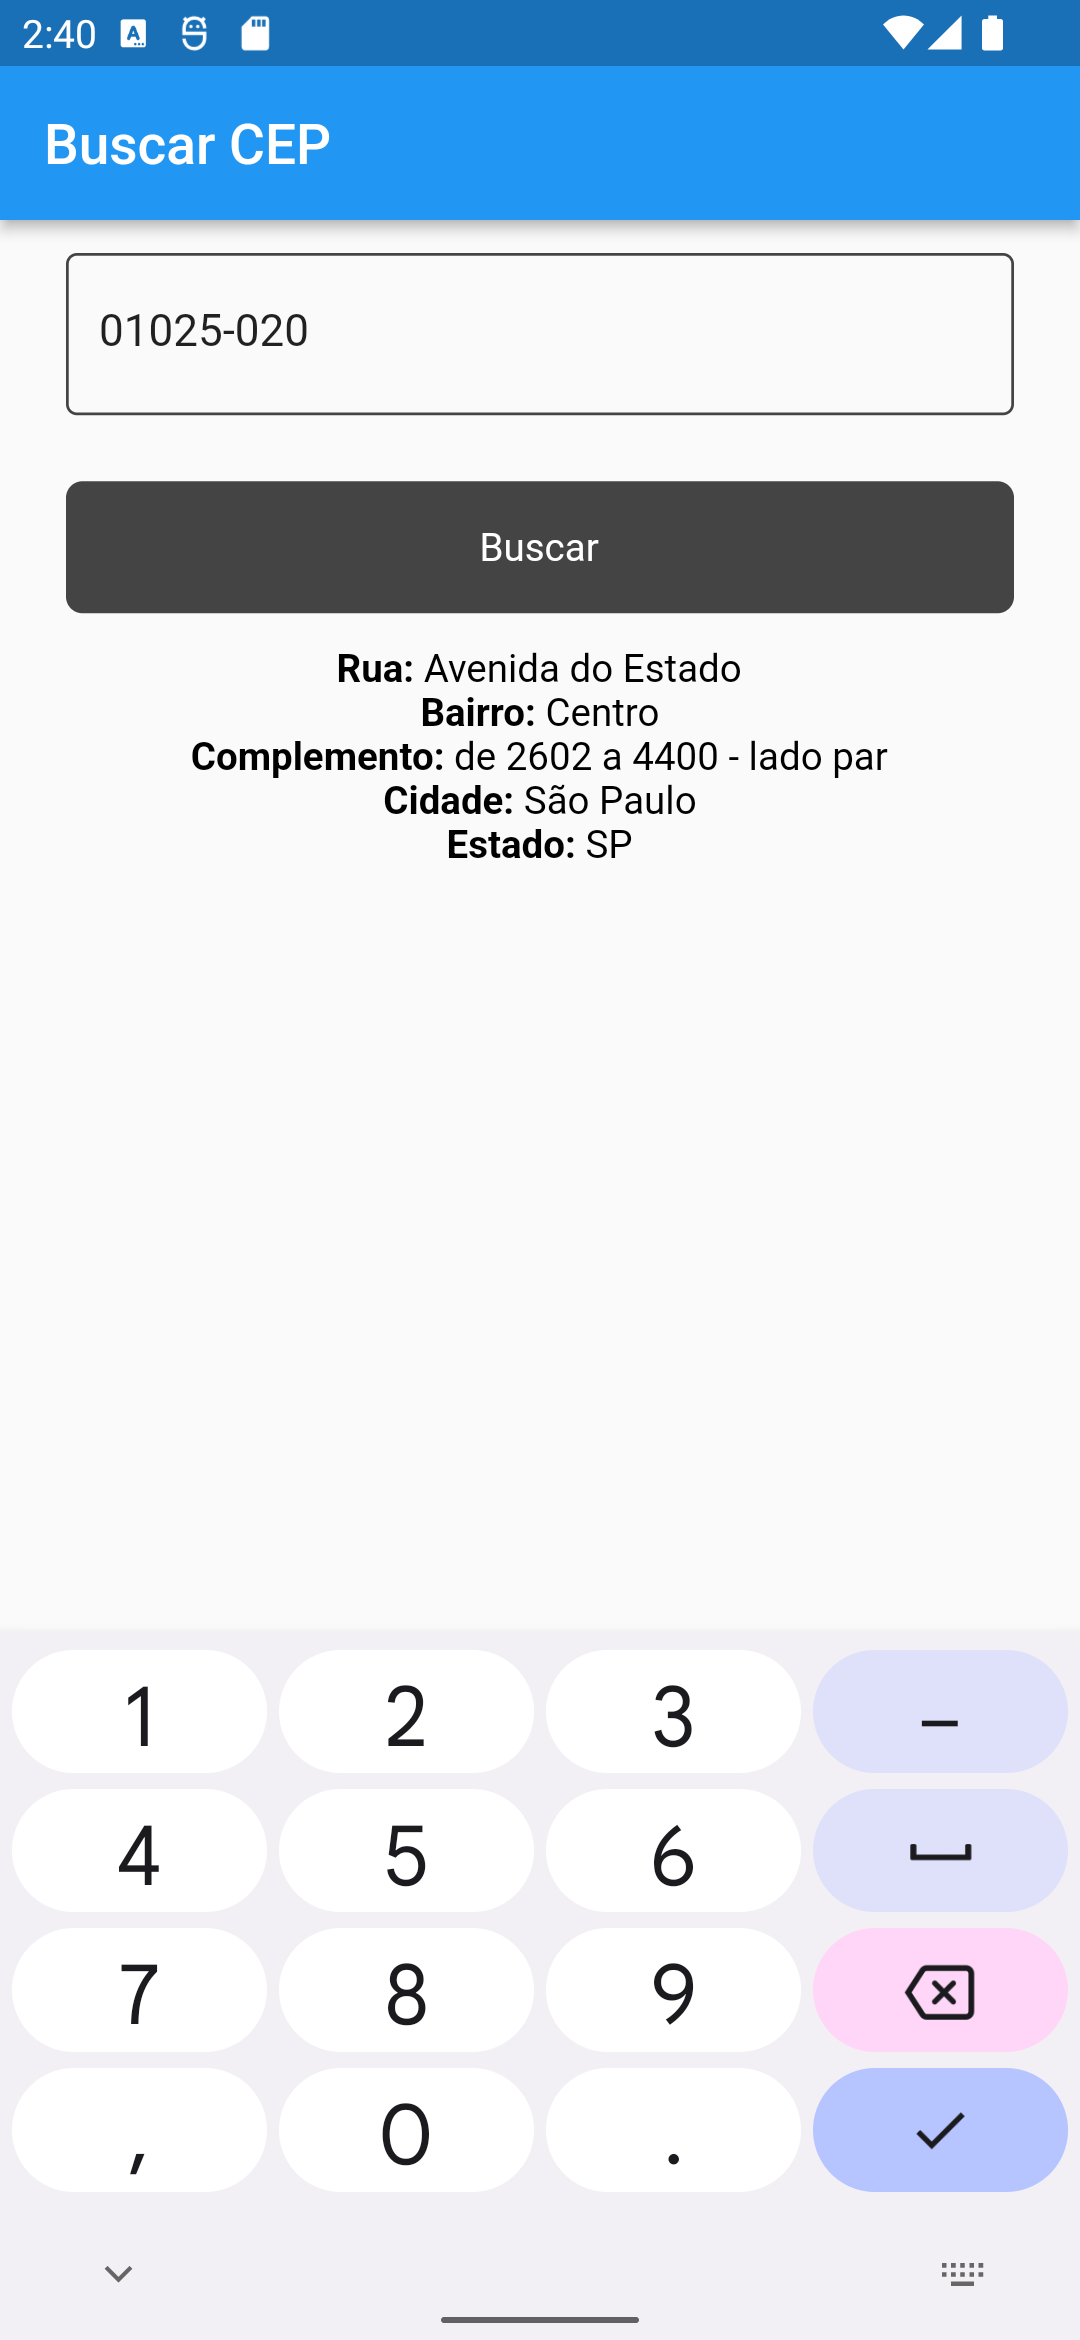 2:40
Buscar CEP
01025-020
Buscar
Rua: Avenida do Estado
Bairro: Centro
Complemento: de 2602 a 4400 - lado par
Cidade: São Paulo
Estado: SP
1 2 3 –
4 5 6
7 8 9
, 0 .